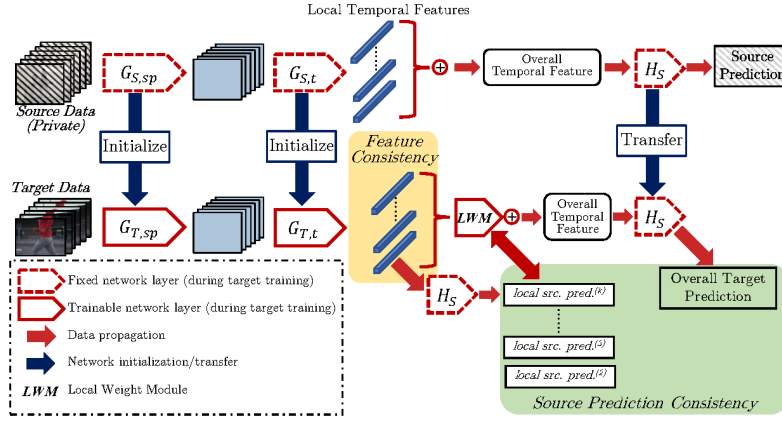 Local Temporal Features
G_{S,sp}
G_{S,t}
Overall
Temporal Feature
H_S
Source
Prediction
Source Data
(Private)
Initialize
Initialize
Transfer
Feature
Consistency
Target Data
G_{T,sp}
G_{T,t}
LWM
Overall
Temporal
Feature
H_S
H_S
Overall Target
Prediction
local src. pred.(k)
local src. pred.(3)
local src. pred.(2)
Source Prediction Consistency
Fixed network layer (during target training)
Trainable network layer (during target training)
Data propagation
Network initialization/transfer
LWM Local Weight Module